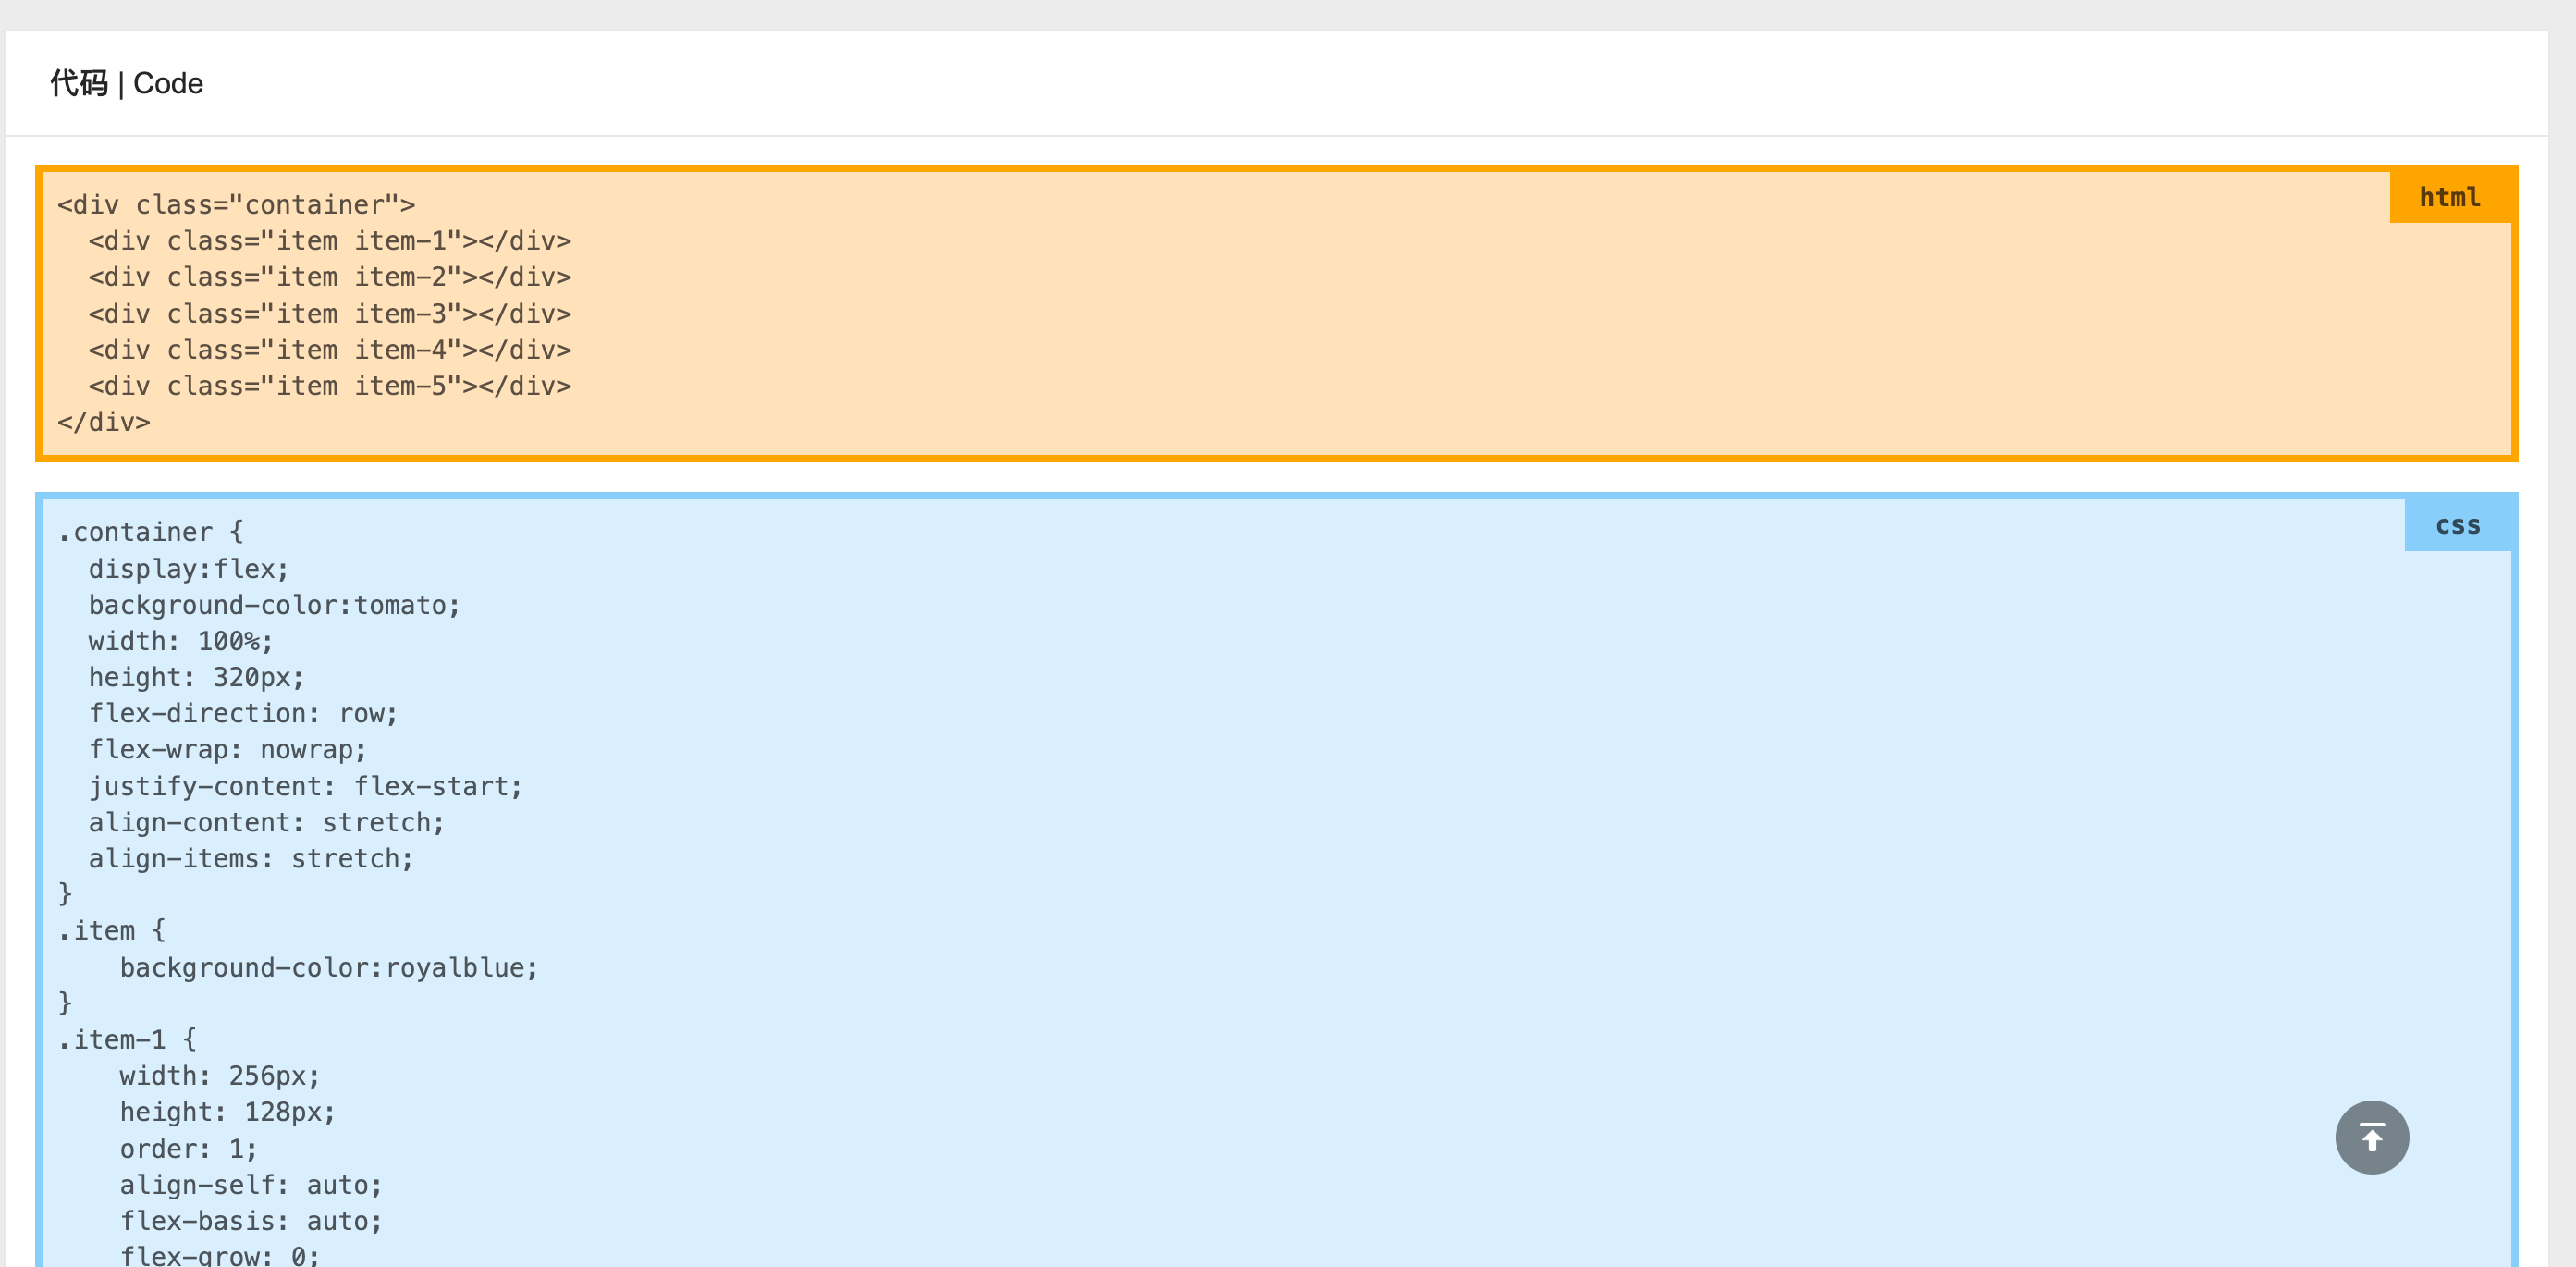 代码 | Code
html
<div class="container">
  <div class="item item-1"></div>
  <div class="item item-2"></div>
  <div class="item item-3"></div>
  <div class="item item-4"></div>
  <div class="item item-5"></div>
</div>
css
.container {
  display:flex;
  background-color:tomato;
  width: 100%;
  height: 320px;
  flex-direction: row;
  flex-wrap: nowrap;
  justify-content: flex-start;
  align-content: stretch;
  align-items: stretch;
}
.item {
    background-color:royalblue;
}
.item-1 {
    width: 256px;
    height: 128px;
    order: 1;
    align-self: auto;
    flex-basis: auto;
    flex-grow: 0;